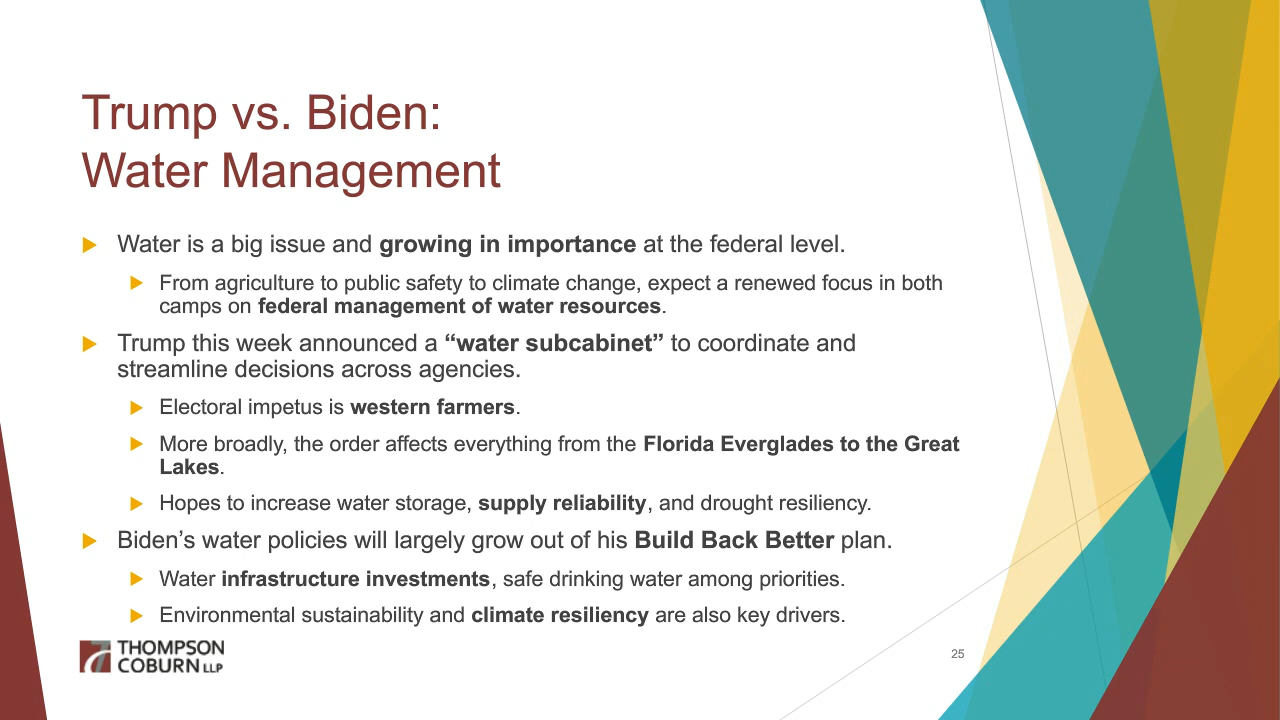 Trump vs. Biden:
Water Management
Water is a big issue and growing in importance at the federal level.
From agriculture to public safety to climate change, expect a renewed focus in both
camps on federal management of water resources.
Trump this week announced a “water subcabinet” to coordinate and
streamline decisions across agencies.
Electoral impetus is western farmers.
More broadly, the order affects everything from the Florida Everglades to the Great
Lakes.
Hopes to increase water storage, supply reliability, and drought resiliency.
Biden’s water policies will largely grow out of his Build Back Better plan.
Water infrastructure investments, safe drinking water among priorities.
Environmental sustainability and climate resiliency are also key drivers.
THOMPSON
COBURN LLP
25